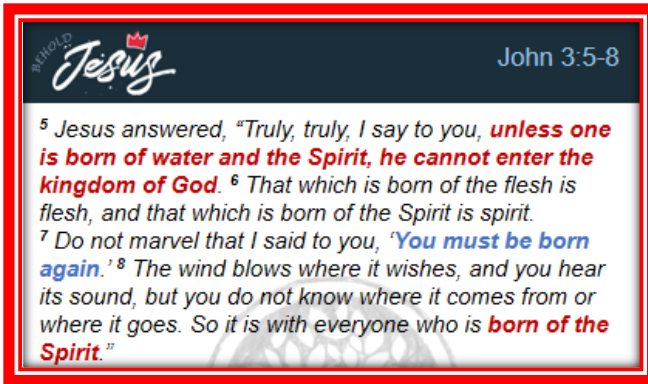 BEHOLD
Jesus
John 3:5-8
⁵ Jesus answered, “Truly, truly, I say to you, unless one
is born of water and the Spirit, he cannot enter the
kingdom of God. ⁶ That which is born of the flesh is
flesh, and that which is born of the Spirit is spirit.
⁷ Do not marvel that I said to you, ‘You must be born
again.’ ⁸ The wind blows where it wishes, and you hear
its sound, but you do not know where it comes from or
where it goes. So it is with everyone who is born of the
Spirit.”